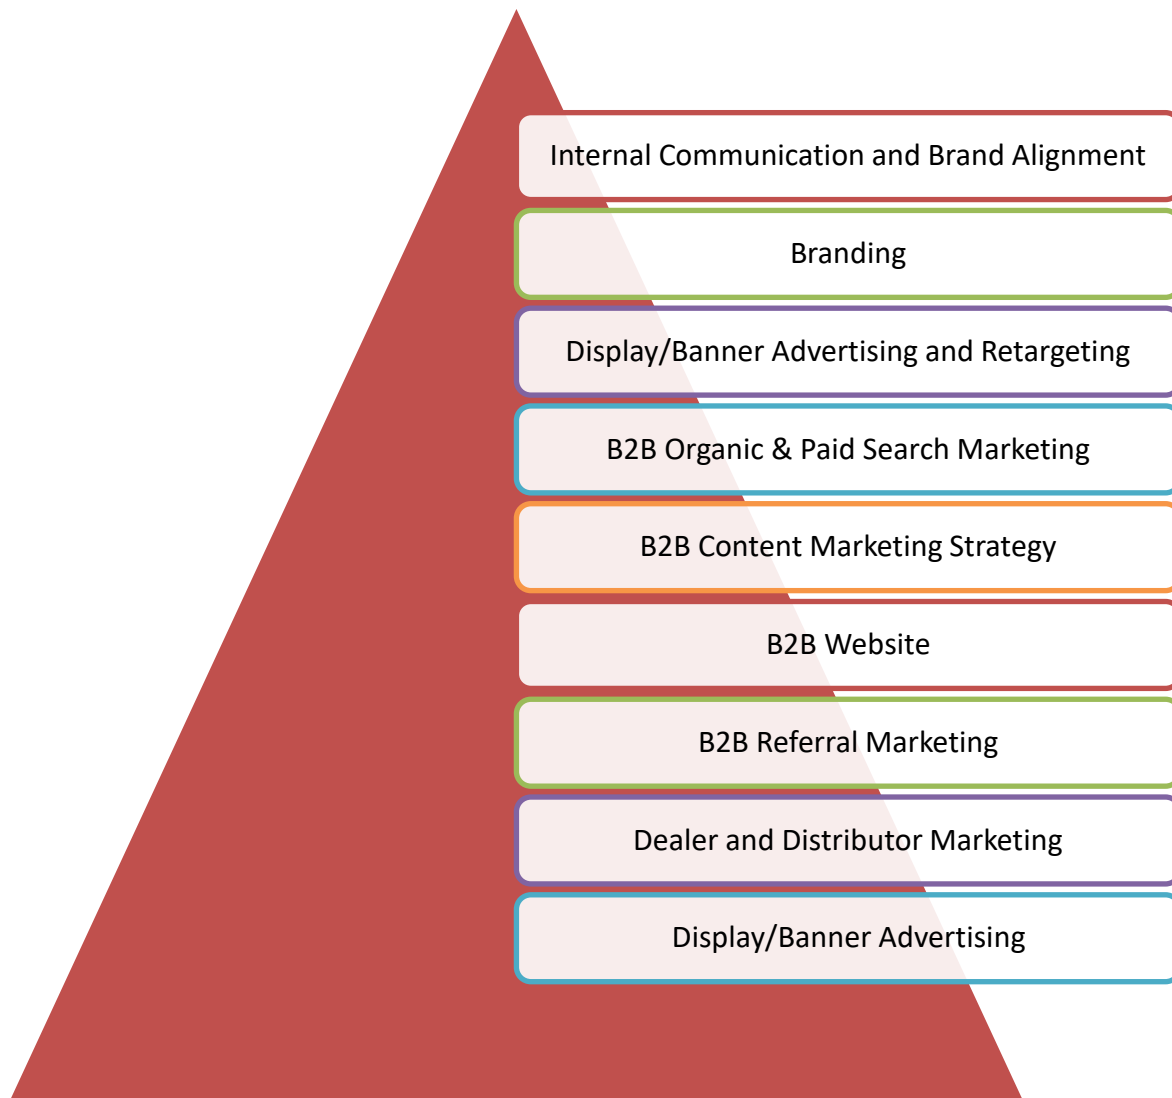 Internal Communication and Brand Alignment
Branding
Display/Banner Advertising and Retargeting
B2B Organic & Paid Search Marketing
B2B Content Marketing Strategy
B2B Website
B2B Referral Marketing
Dealer and Distributor Marketing
Display/Banner Advertising